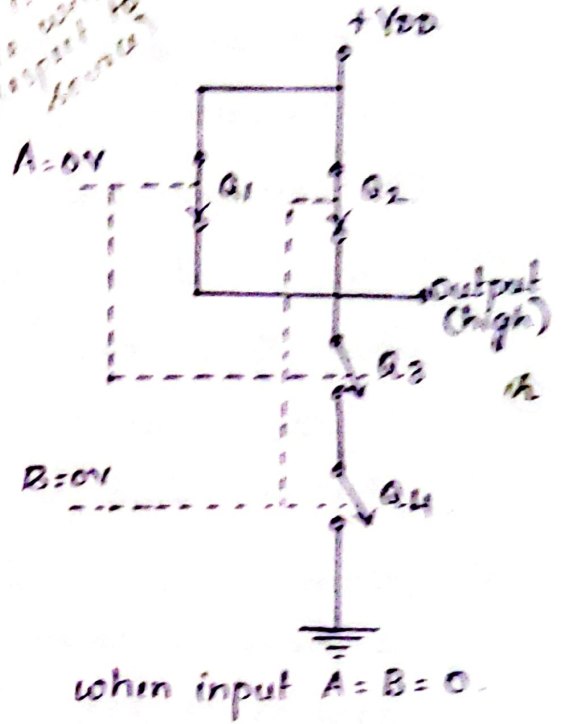 +VDD
A=0V
Q1
Q2
Output
(high)
Q3
B=0V
Q4
when input A=B=0.